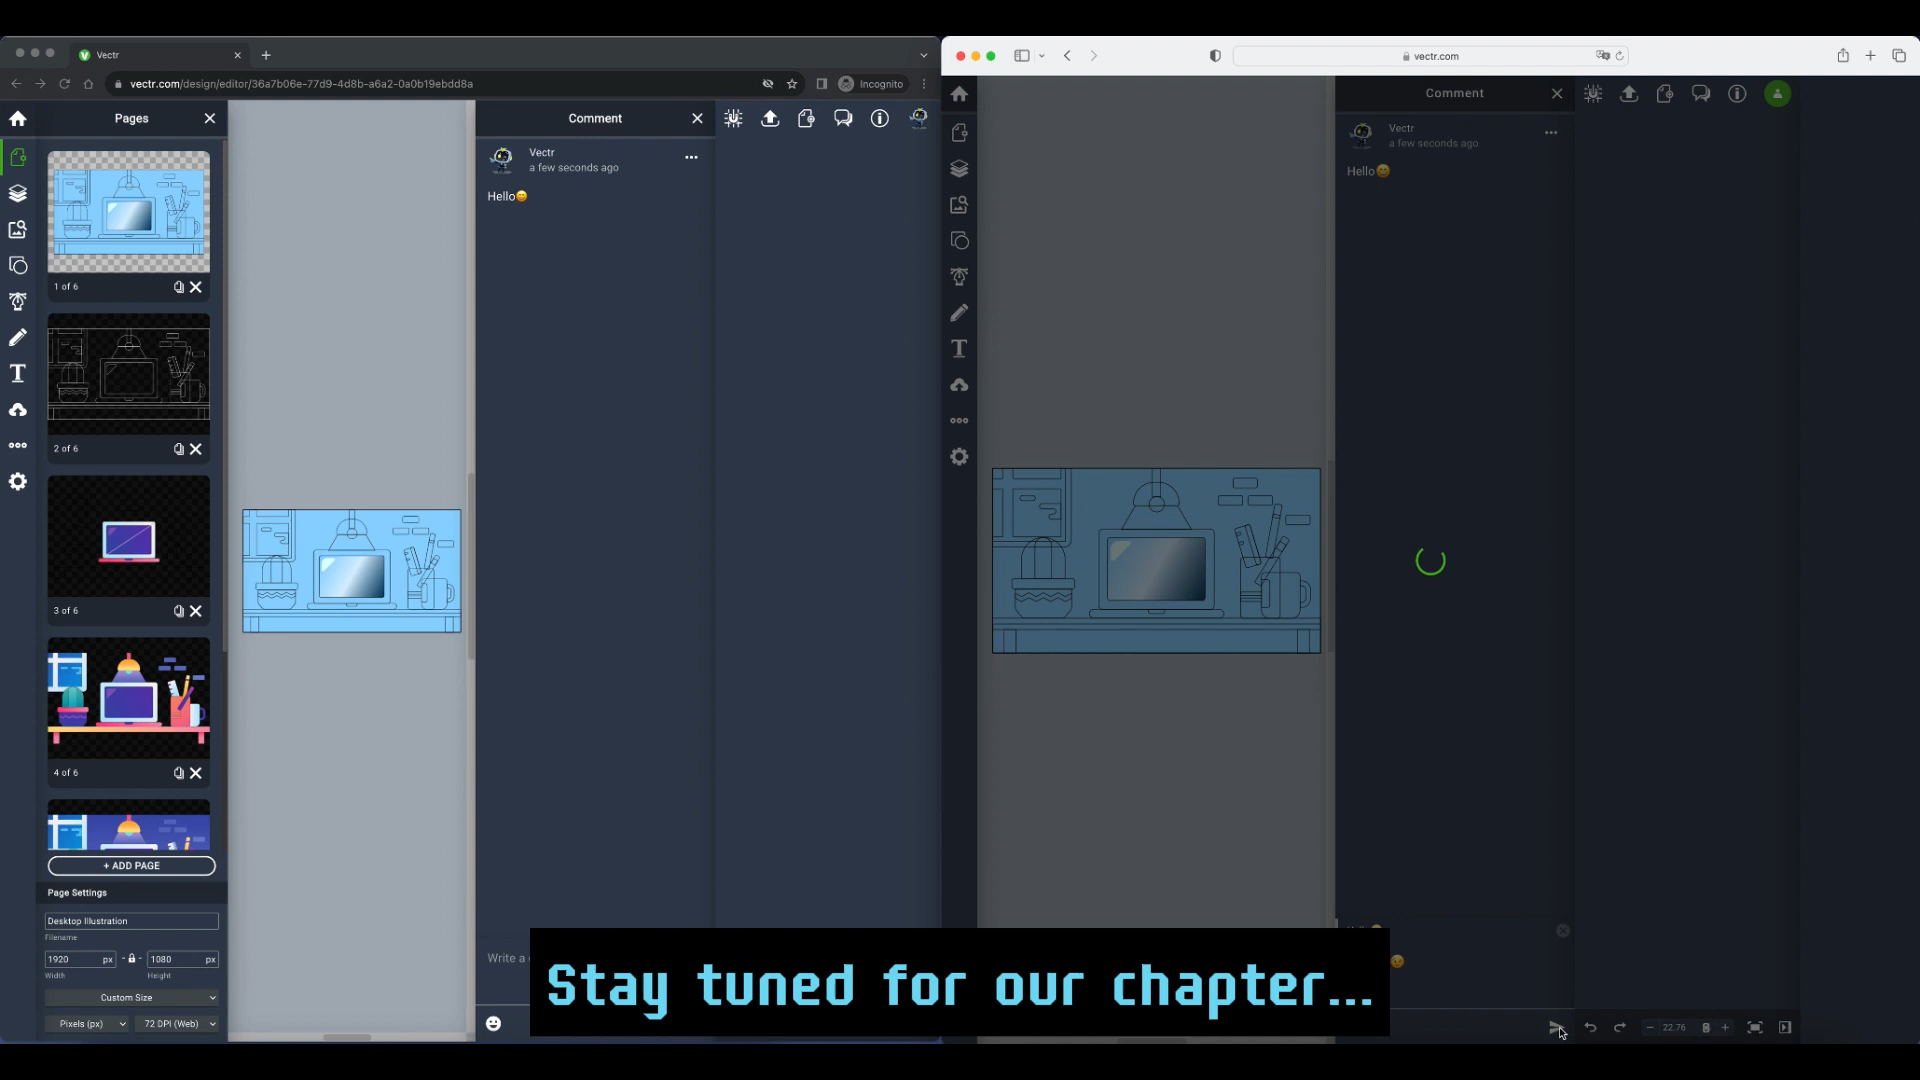 Vectr
vectr.com/design/editor/36a7b06e-77d9-4d8b-a6a2-0a0b19ebdd8a
Incognito
Pages
1 of 6
2 of 6
3 of 6
4 of 6
+ ADD PAGE
Page Settings
Desktop Illustration
Filename
1920 px
1080 px
Width
Height
Custom Size
Pixels (px)
72 DPI (Web)
Comment
Vectr
a few seconds ago
Hello😄
Write a
vectr.com
Comment
Vectr
a few seconds ago
Hello😄
22.76
Stay tuned for our chapter...